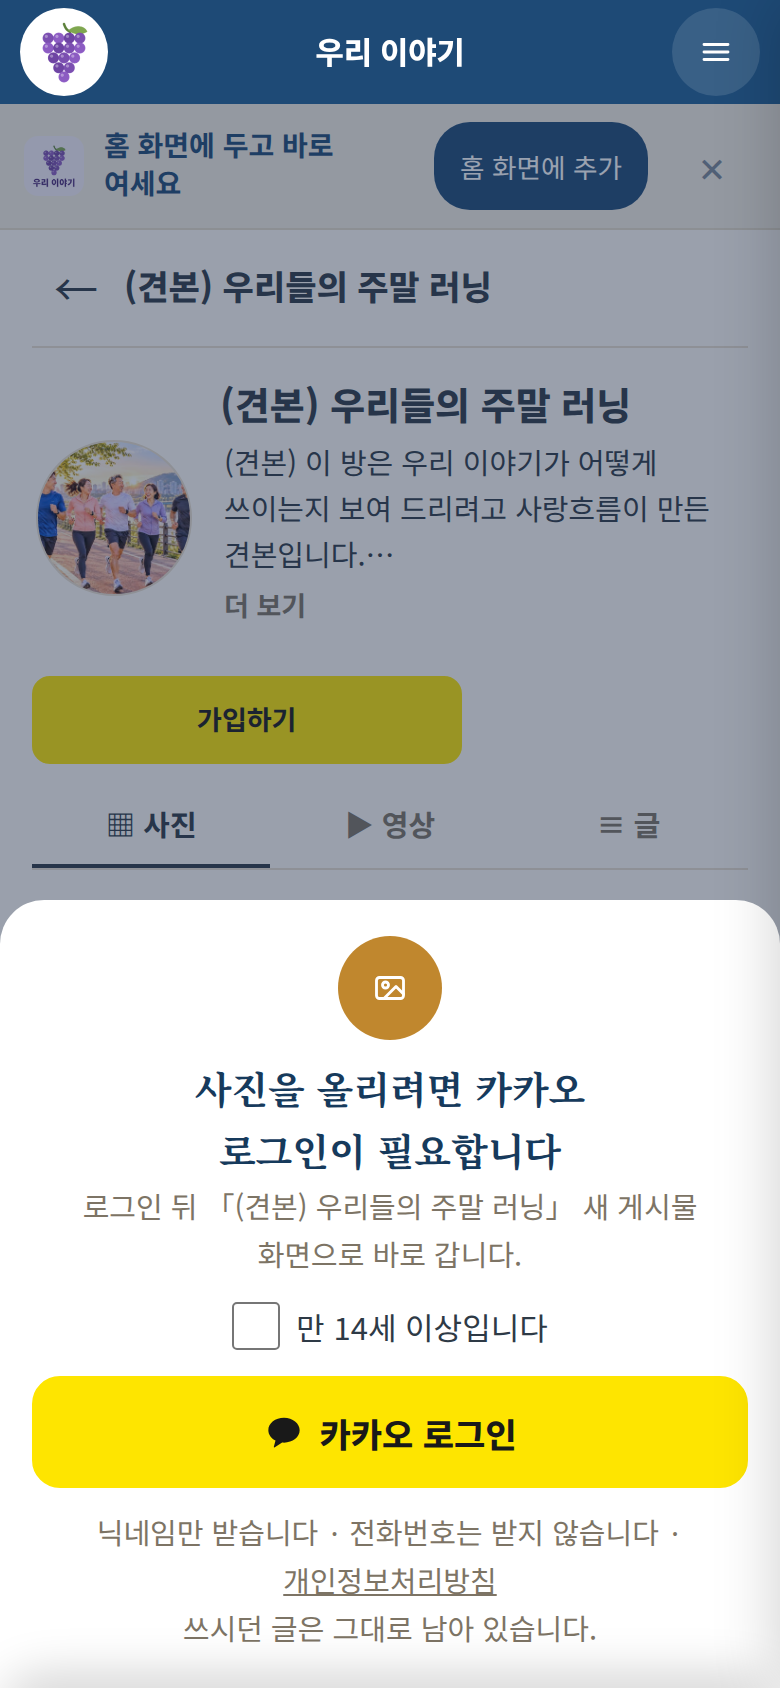 우리 이야기
홈 화면에 두고 바로
여세요
우리 이야기
홈 화면에 추가
(견본) 우리들의 주말 러닝
(견본) 우리들의 주말 러닝
(견본) 이 방은 우리 이야기가 어떻게
쓰이는지 보여 드리려고 사랑흐름이 만든
견본입니다.…
더 보기
가입하기
사진
영상
글
사진을 올리려면 카카오
로그인이 필요합니다
로그인 뒤 「(견본) 우리들의 주말 러닝」 새 게시물
화면으로 바로 갑니다.
만 14세 이상입니다
카카오 로그인
닉네임만 받습니다 · 전화번호는 받지 않습니다 ·
개인정보처리방침
쓰시던 글은 그대로 남아 있습니다.